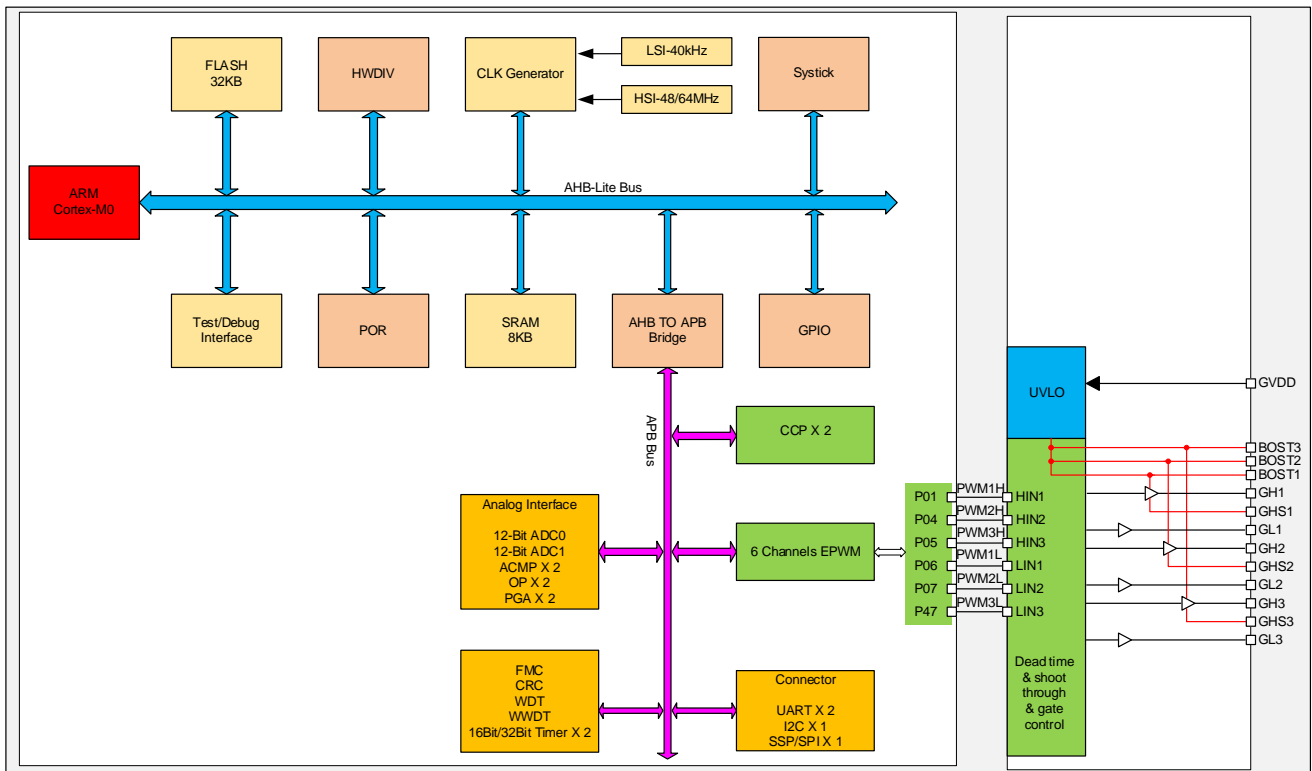 FLASH
32KB
HWDIV
CLK Generator
LSI-40kHz
HSI-48/64MHz
Systick
ARM
Cortex-M0
AHB-Lite Bus
Test/Debug
Interface
POR
SRAM
8KB
AHB TO APB
Bridge
GPIO
APB Bus
CCP X 2
Analog Interface
12-Bit ADC0
12-Bit ADC1
ACMP X 2
OP X 2
PGA X 2
6 Channels EPWM
FMC
CRC
WDT
WWDT
16Bit/32Bit Timer X 2
Connector
UART X 2
I2C X 1
SSP/SPI X 1
P01
P04
P05
P06
P07
P47
PWM1H
PWM2H
PWM3H
PWM1L
PWM2L
PWM3L
UVLO
HIN1
HIN2
HIN3
LIN1
LIN2
LIN3
Dead time
& shoot
through
& gate
control
GVDD
BOST3
BOST2
BOST1
GH1
GHS1
GL1
GH2
GHS2
GL2
GH3
GHS3
GL3